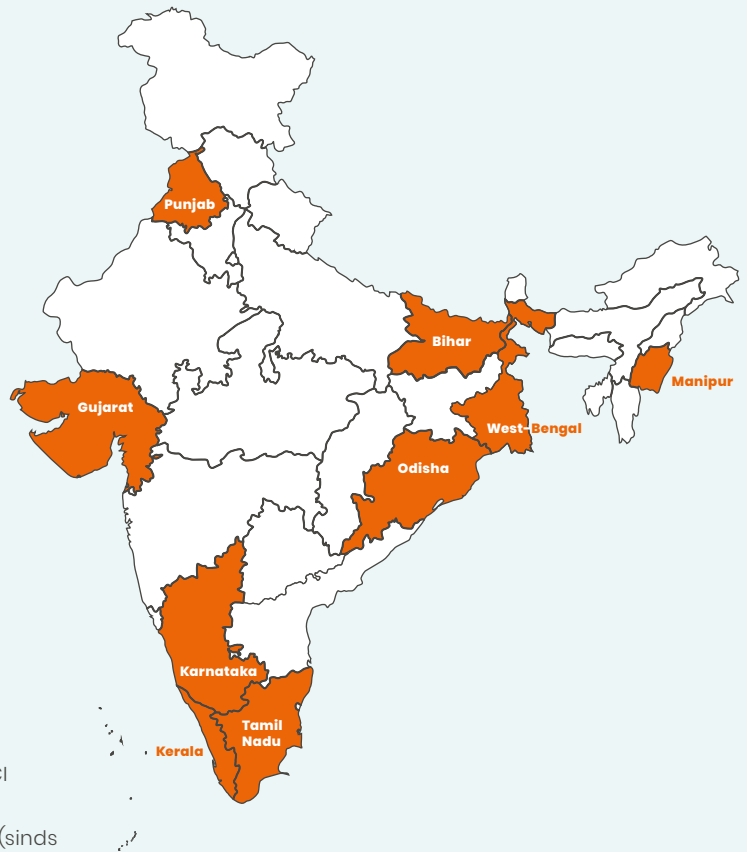 Punjab
Bihar
Manipur
Gujarat
West-Bengal
Odisha
Karnataka
Tamil
Nadu
Kerala
(sinds